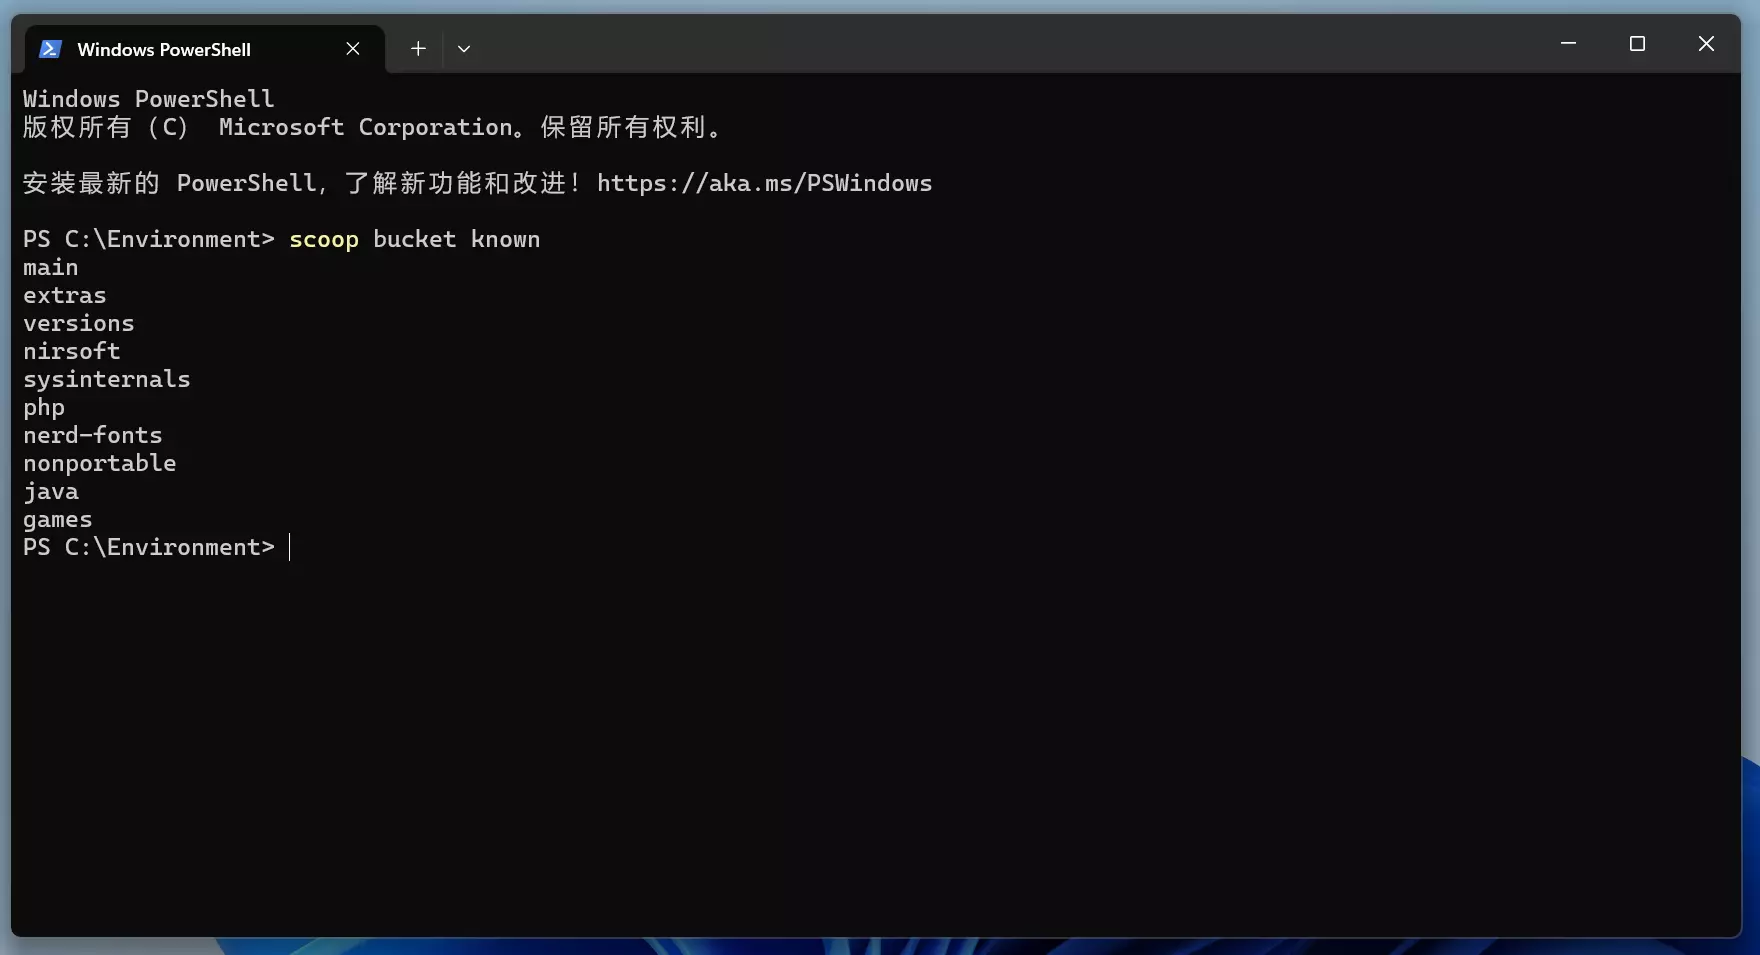 Windows PowerShell
Windows PowerShell
版权所有（C） Microsoft Corporation。保留所有权利。
安装最新的 PowerShell，了解新功能和改进！https://aka.ms/PSWindows
PS C:\Environment> scoop bucket known
main
extras
versions
nirsoft
sysinternals
php
nerd-fonts
nonportable
java
games
PS C:\Environment>